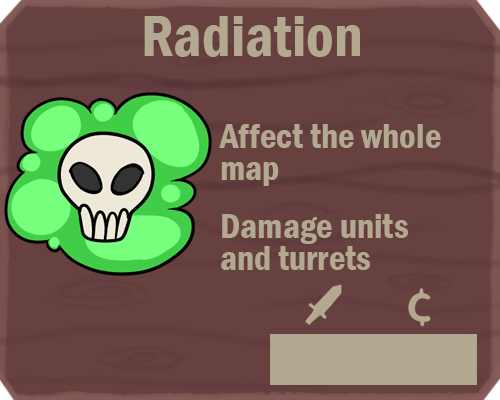 Radiation
Affect the whole
map
Damage units
and turrets